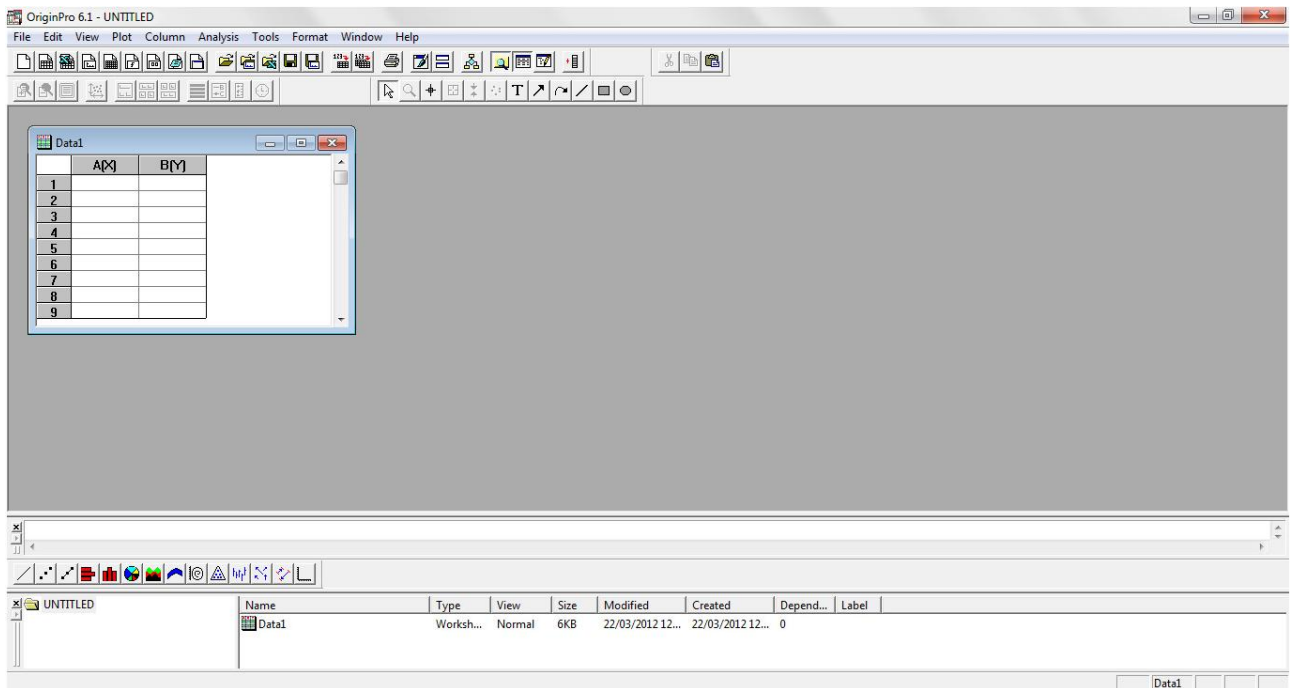 OriginPro 6.1 - UNTITLED
File Edit View Plot Column Analysis Tools Format Window Help
T
Data1
A(X) B(Y)
1
2
3
4
5
6
7
8
9
UNTITLED
Name Type View Size Modified Created Depend... Label
Data1 Worksh... Normal 6KB 22/03/2012 12... 22/03/2012 12... 0
Data1